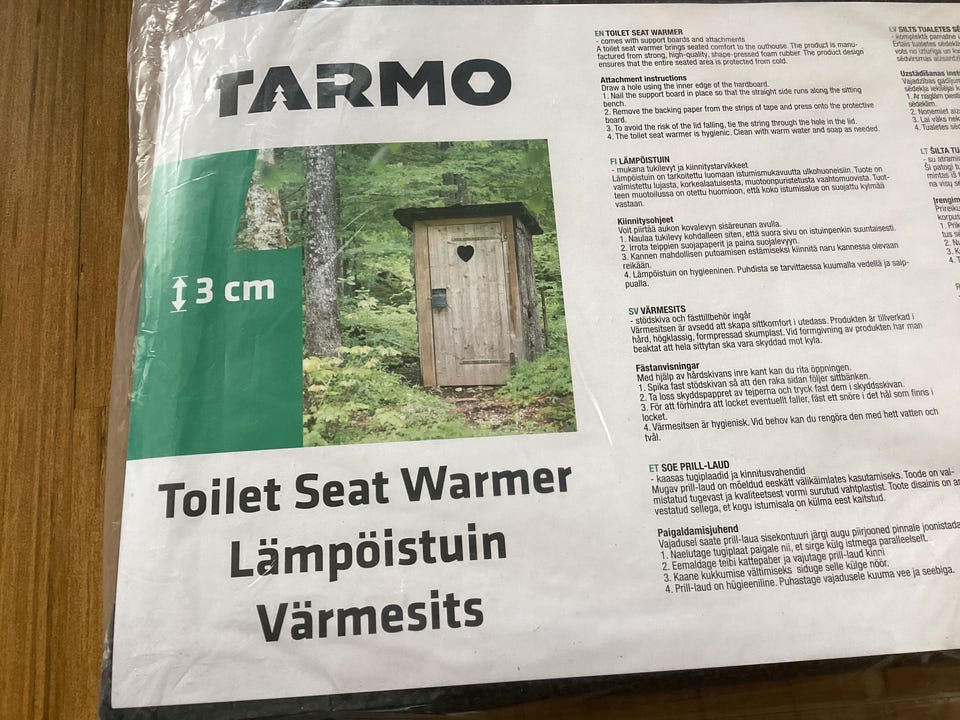 TARMO
3 cm
Toilet Seat Warmer
Lämpöistuin
Värmesits
EN TOILET SEAT WARMER
- comes with support boards and attachments
A toilet seat warmer brings seated comfort to the outhouse. The product is manu-
factured from strong, high-quality, shape-pressed foam rubber. The product design
ensures that the entire seated area is protected from cold.
Attachment instructions
Draw a hole using the inner edge of the hardboard.
1. Nail the support board in place so that the straight side runs along the sitting
bench.
2. Remove the backing paper from the strips of tape and press onto the protective
board.
3. To avoid the risk of the lid falling, tie the string through the hole in the lid.
4. The toilet seat warmer is hygienic. Clean with warm water and soap as needed.
FI LÄMPÖISTUIN
- mukana tukilevyt ja kiinnitystarvikkeet
Lämpöistuin on tarkoitettu luomaan istumismukavuutta ulkohuoneisiin. Tuote on
valmistettu lujasta, korkealaatuisesta, muotoonpuristetusta vaahtomuovista. Tuot-
teen muotoilussa on otettu huomioon, että koko istumisalue on suojattu kylmää
vastaan.
Kiinnitysohjeet
Voit piirtää aukon kovalevyn sisäreunan avulla.
1. Naulaa tukilevy kohdalleen siten, että suora sivu on istuinpenkin suuntaisesti.
2. Irrota teippien suojapaperit ja paina suojalevyyn.
3. Kannen mahdollisen putoamisen estämiseksi kiinnitä naru kannessa olevaan
reikään.
4. Lämpöistuin on hygieeninen. Puhdista se tarvittaessa kuumalla vedellä ja saip-
pualla.
SV VÄRMESITS
- stödskiva och fästtillbehör ingår
Värmesitsen är avsedd att skapa sittkomfort i utedass. Produkten är tillverkad i
hård, högklassig, formpressad skumplast. Vid formgivning av produkten har man
beaktat att hela sittytan ska vara skyddad mot kyla.
Fästanvisningar
Med hjälp av hårdskivans inre kant kan du rita öppningen.
1. Spika fast stödskivan så att den raka sidan följer sittbänken.
2. Ta loss skyddspappret av tejperna och tryck fast dem i skyddsskivan.
3. För att förhindra att locket eventuellt faller, fäst ett snöre i det hål som finns i
locket.
4. Värmesitsen är hygienisk. Vid behov kan du rengöra den med hett vatten och
tvål.
ET SOE PRILL-LAUD
- kaasas tugiplaadid ja kinnitusvahendid
Mugav prill-laud on mõeldud eeskätt välikäimlates kasutamiseks. Toode on val-
mistatud tugevast ja kvaliteetsest vormi surutud vahtplastist. Toote disainis on
vestatud sellega, et kogu istumisala on külma eest kaitstud.
Paigaldamisjuhend
Vajadusel saate prill-laua sisekontuuri järgi augu piirjooned pinnale joonistada
1. Naelutage tugiplaat paigale nii, et sirge külg istmega paralleelselt.
2. Eemaldage teibi kattepaber ja vajutage prill-laud kinni
3. Kaane kukkumise vältimiseks siduge selle külge nöör.
4. Prill-laud on hügieeniline. Puhastage vajadusele kuuma vee ja seebiga.
LV SILTS TUALETES
- komplektā
LT ŠILTA